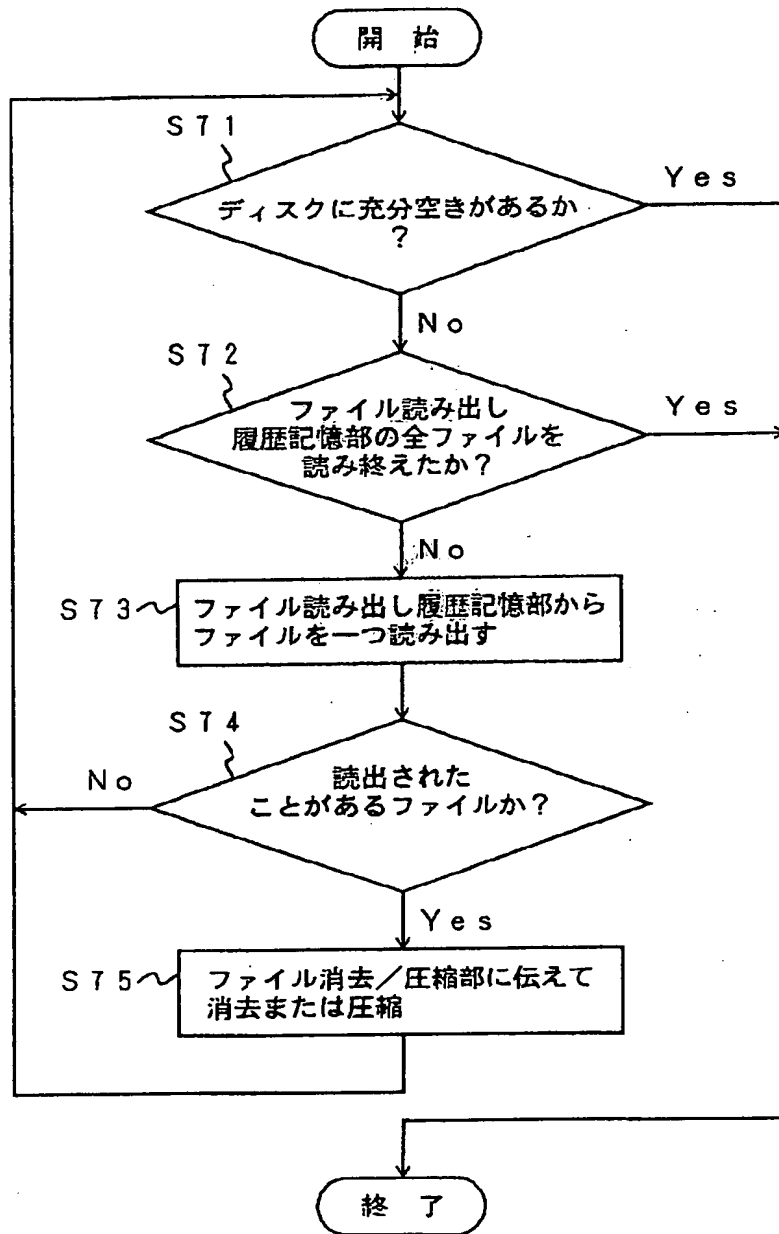 開 始
S71
ディスクに充分空きがあるか
?
Yes
No
S72
ファイル読み出し
履歴記憶部の全ファイルを
読み終えたか?
Yes
No
S73
ファイル読み出し履歴記憶部から
ファイルを一つ読み出す
S74
No
読出された
ことがあるファイルか?
Yes
S75
ファイル消去/圧縮部に伝えて
消去または圧縮
終 了